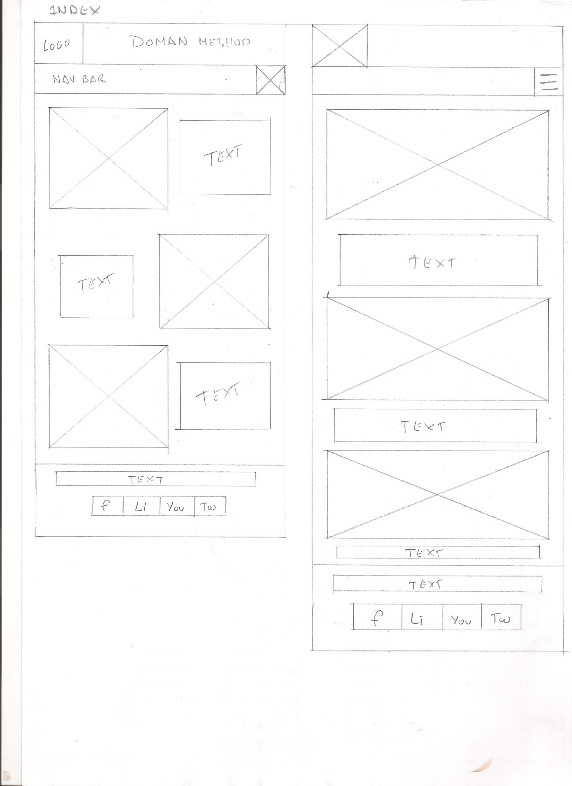 INDEX
LOGO
DOMAN METHOD
NAV BAR
TEXT
TEXT
TEXT
TEXT
f Li You Tw
TEXT
TEXT
TEXT
TEXT
f Li You Tw